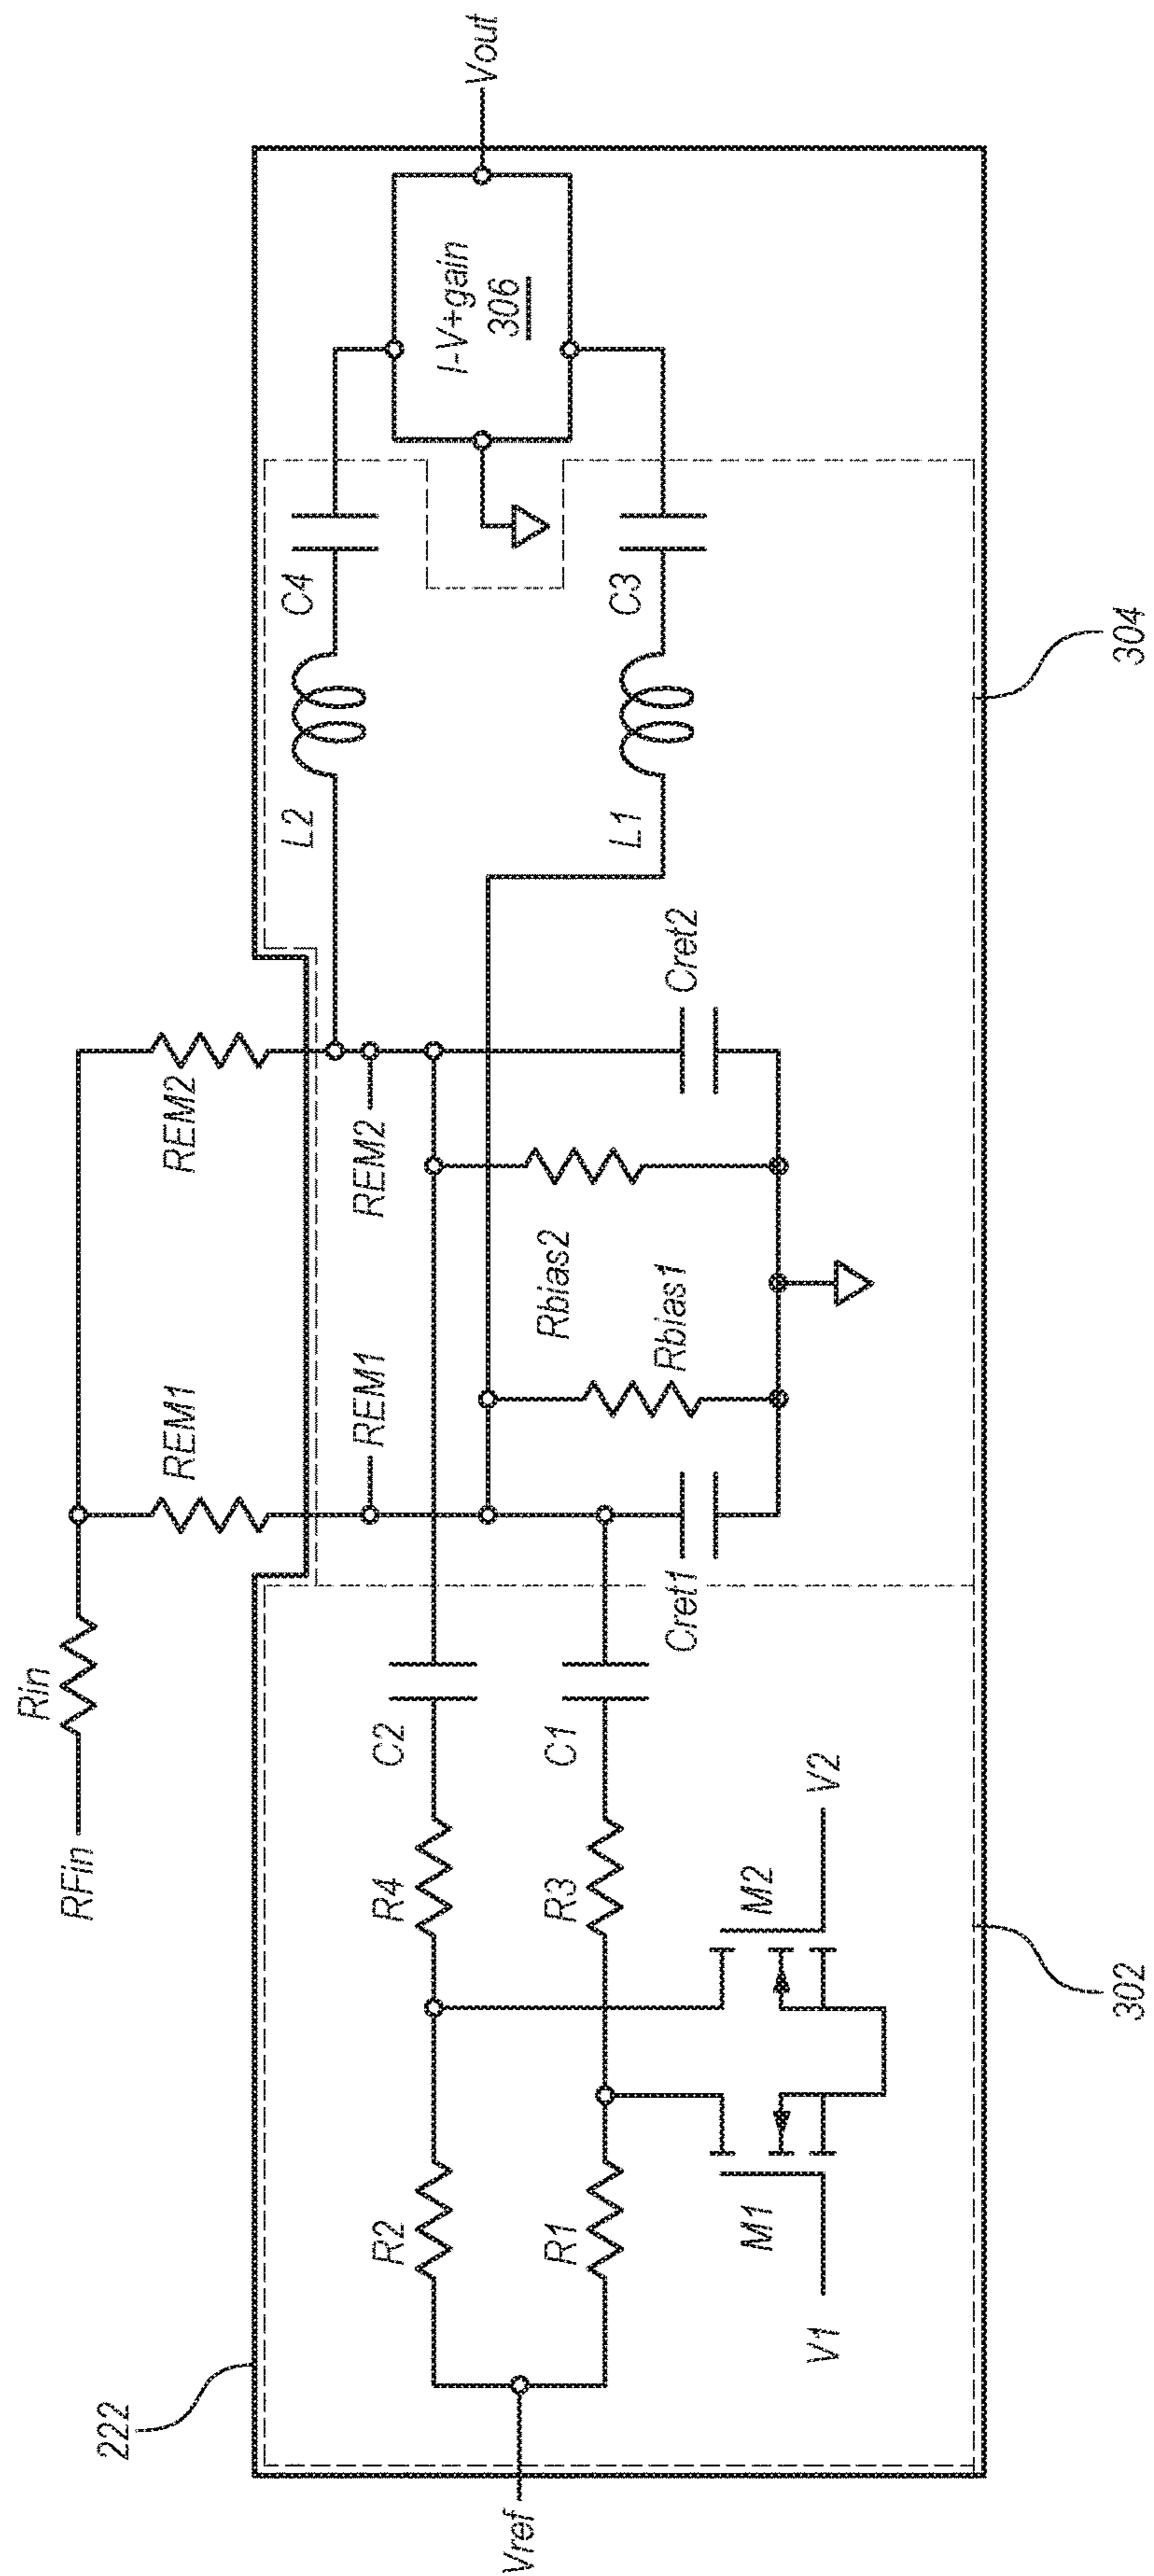 222
Vref
RFin
Rin
REM1
REM2
REM1
REM2
R2
R4
C2
R1
R3
C1
M1
M2
V1
V2
Cret1
Rbias1
Rbias2
Cret2
L2
C4
L1
C3
I-V+gain
306
Vout
302
304